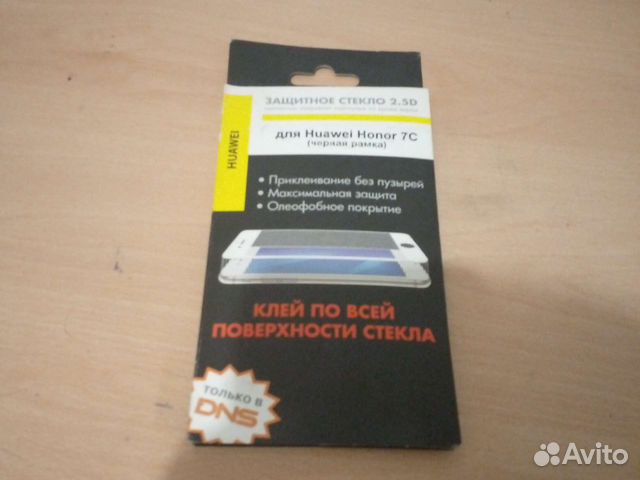 ЗАЩИТНОЕ СТЕКЛО 2.5D
HUAWEI
для Huawei Honor 7C
(черная рамка)
• Приклеивание без пузырей
• Максимальная защита
• Олеофобное покрытие
КЛЕЙ ПО ВСЕЙ
ПОВЕРХНОСТИ СТЕКЛА
ТОЛЬКО В
DNS
Avito